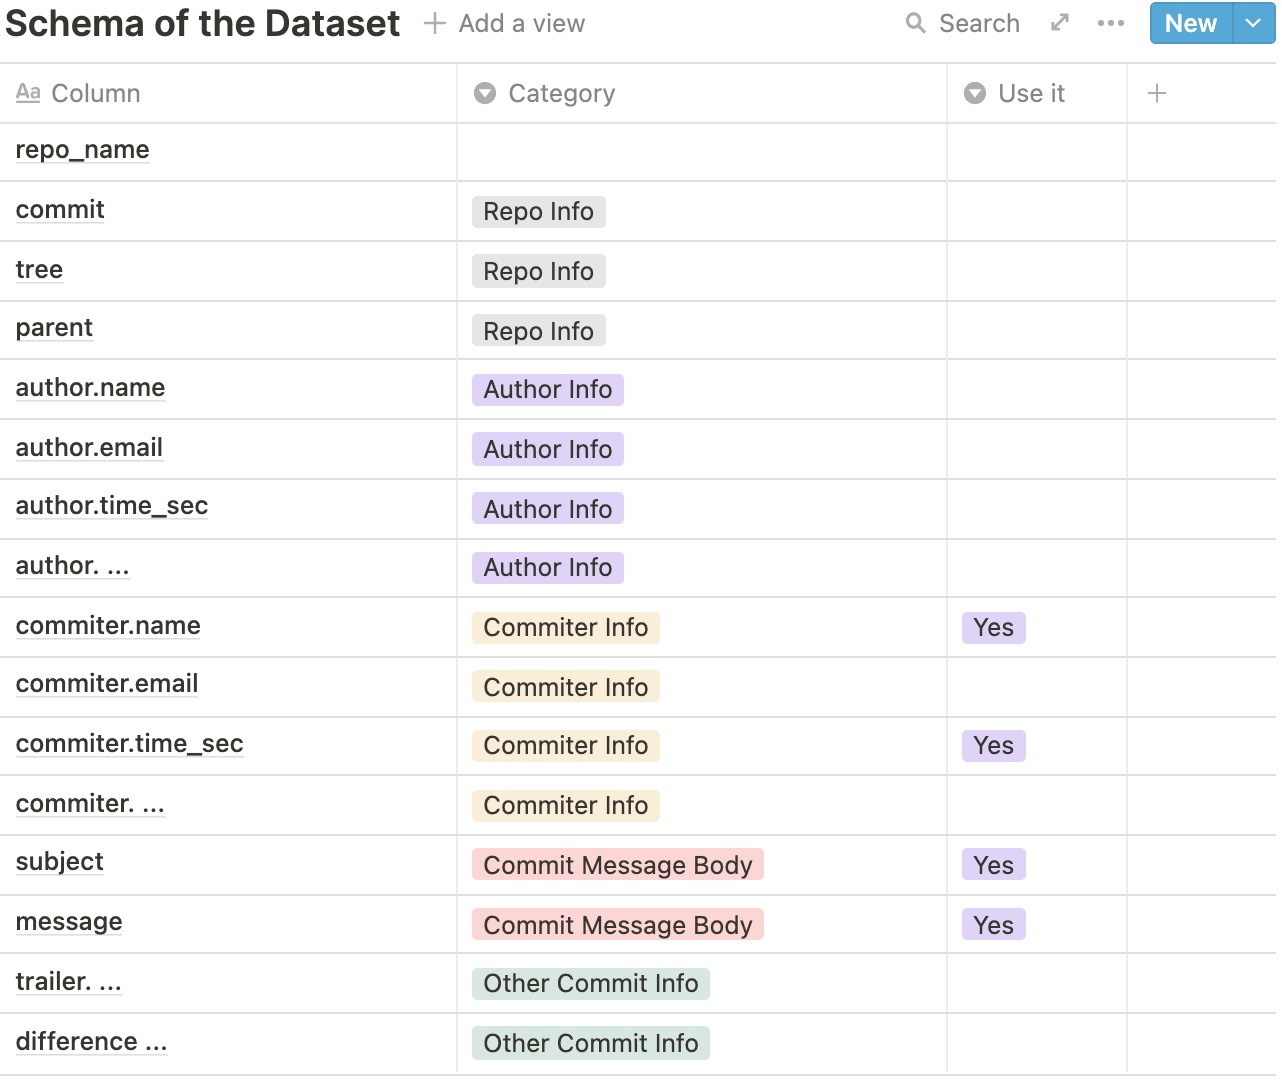 Schema of the Dataset Add a view Search ... New
Aa Column Category Use it
repo_name
commit Repo Info
tree Repo Info
parent Repo Info
author.name Author Info
author.email Author Info
author.time_sec Author Info
author. ... Author Info
commiter.name Commiter Info Yes
commiter.email Commiter Info
commiter.time_sec Commiter Info Yes
commiter. ... Commiter Info
subject Commit Message Body Yes
message Commit Message Body Yes
trailer. ... Other Commit Info
difference ... Other Commit Info